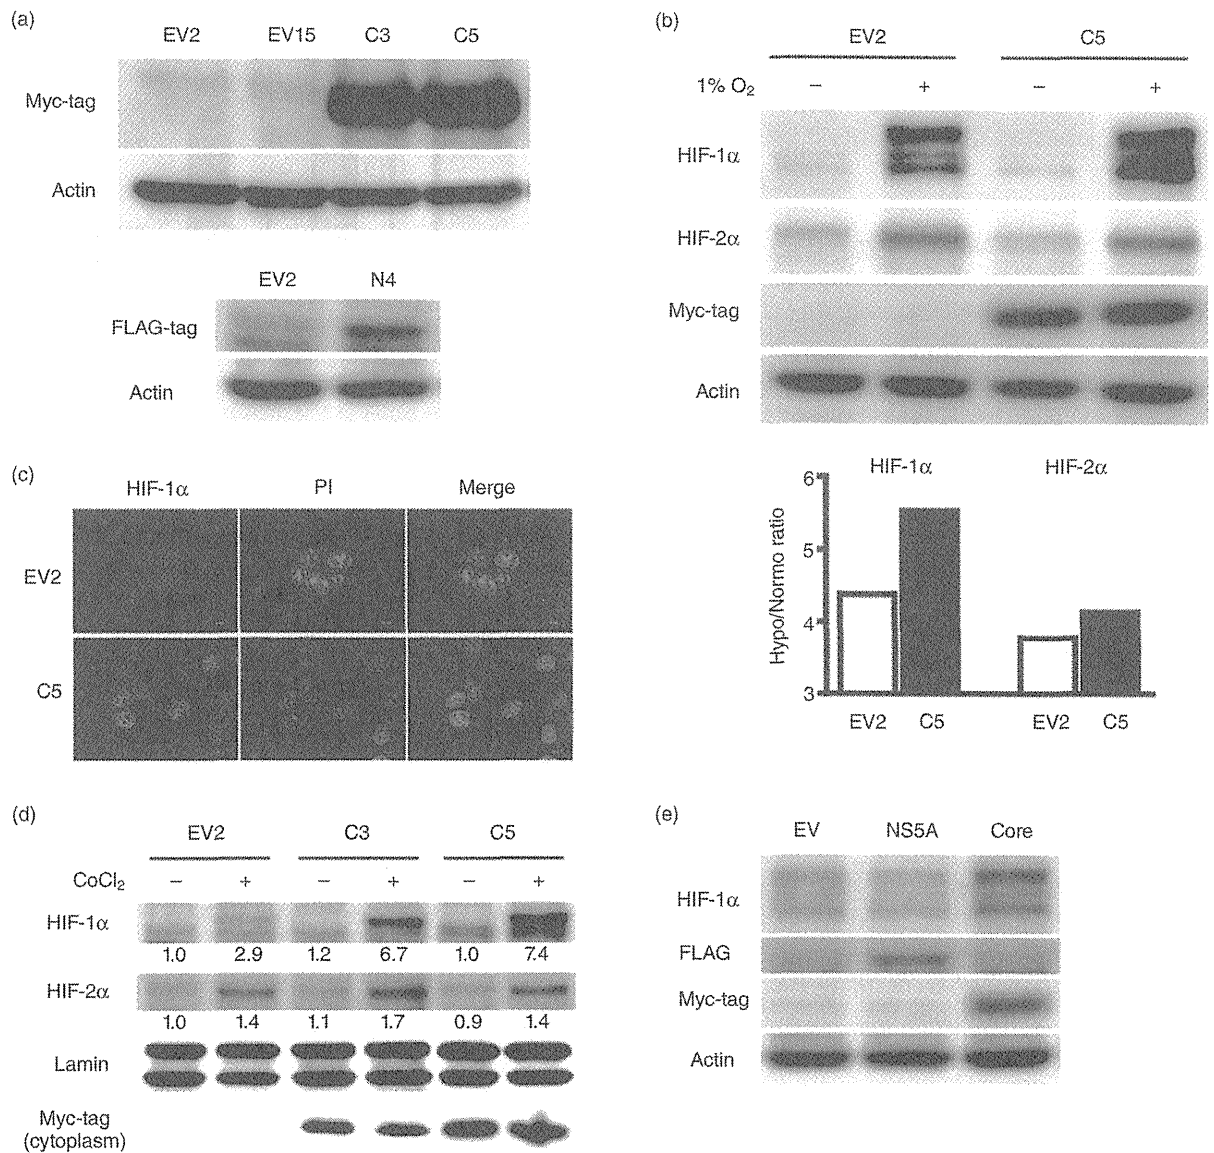 (a)
EV2 EV15 C3 C5
Myc-tag
Actin
EV2 N4
FLAG-tag
Actin
(b)
EV2 C5
1% O₂ − + − +
HIF-1α
HIF-2α
Myc-tag
Actin
HIF-1α HIF-2α
Hypo/Normo ratio
6
5
4
3
EV2 C5 EV2 C5
(c)
HIF-1α PI Merge
EV2
C5
(d)
EV2 C3 C5
CoCl₂ − + − + − +
HIF-1α
1.0 2.9 1.2 6.7 1.0 7.4
HIF-2α
1.0 1.4 1.1 1.7 0.9 1.4
Lamin
Myc-tag
(cytoplasm)
(e)
EV NS5A Core
HIF-1α
FLAG
Myc-tag
Actin